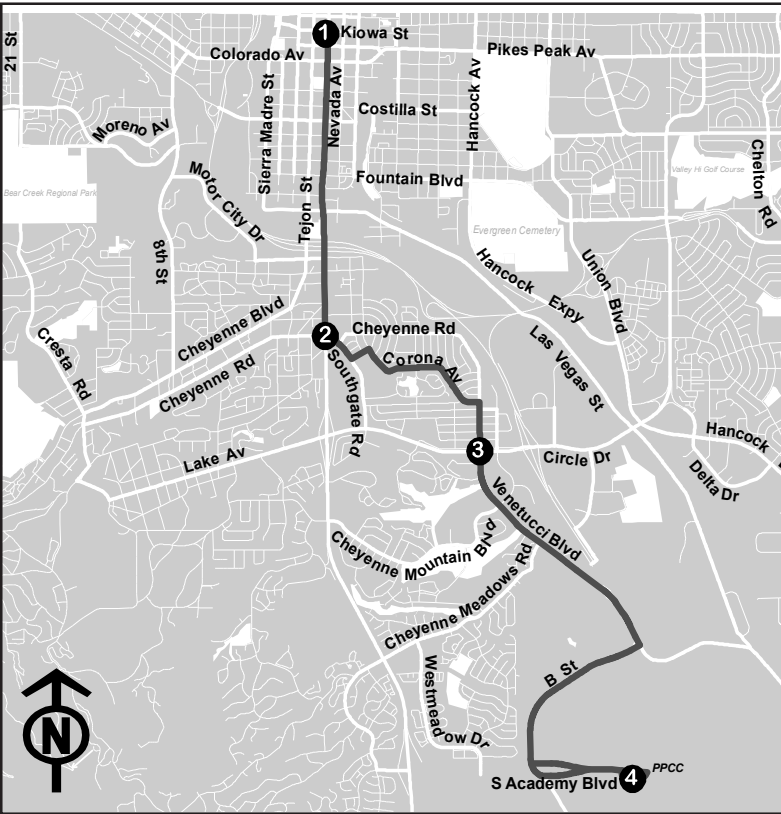 1
Kiowa St
21 St
Colorado Av
Pikes Peak Av
Sierra Madre St
Nevada Av
Costilla St
Hancock Av
Moreno Av
Valley Hi Golf Course
Chelton Rd
Bear Creek Regional Park
Motor City Dr
Fountain Blvd
Tejon St
Evergreen Cemetery
8th St
Hancock Expy
Union Blvd
Cresta Rd
Cheyenne Blvd
2
Cheyenne Rd
Corona Av
Las Vegas St
Cheyenne Rd
Southgate Rd
Lake Av
3
Circle Dr
Hancock
Delta Dr
Venetucci Blvd
Cheyenne Mountain Blvd
Cheyenne Meadows Rd
B St
Westmeadow Dr
N
PPCC
S Academy Blvd
4